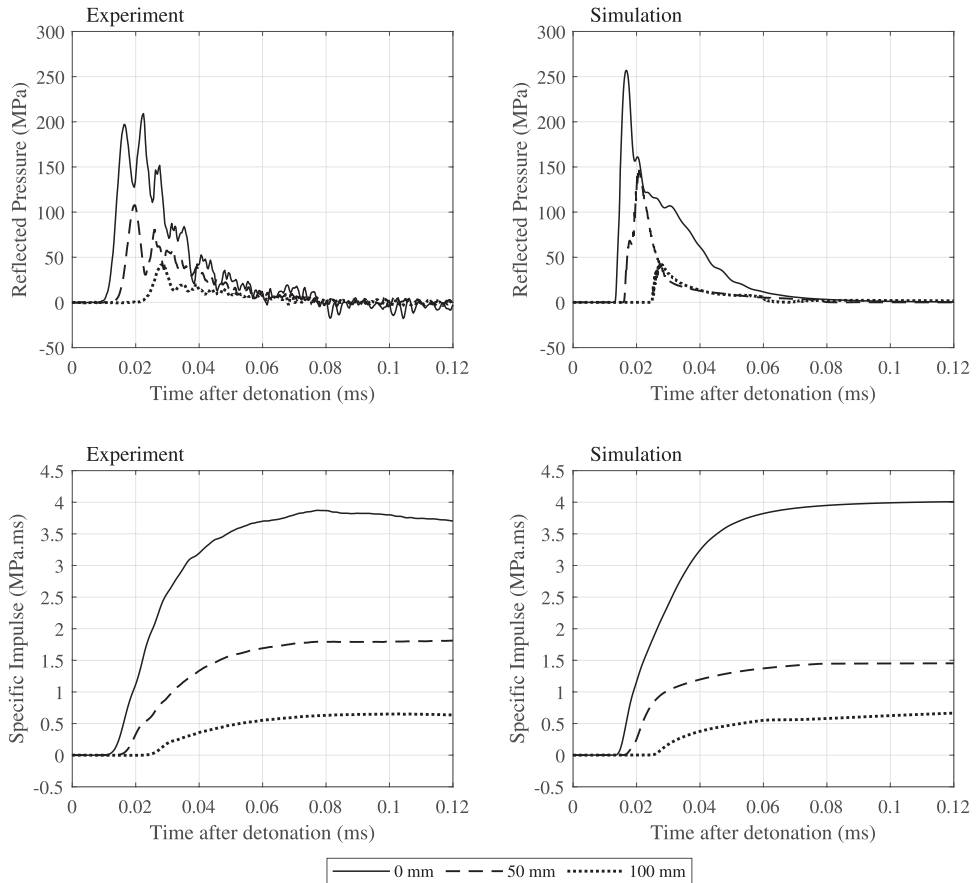 Experiment
Simulation
Reflected Pressure (MPa)
300
250
200
150
100
50
0
-50
0 0.02 0.04 0.06 0.08 0.1 0.12
Time after detonation (ms)
Reflected Pressure (MPa)
300
250
200
150
100
50
0
-50
0 0.02 0.04 0.06 0.08 0.1 0.12
Time after detonation (ms)
Experiment
Simulation
Specific Impulse (MPa.ms)
4.5
4
3.5
3
2.5
2
1.5
1
0.5
0
-0.5
0 0.02 0.04 0.06 0.08 0.1 0.12
Time after detonation (ms)
Specific Impulse (MPa.ms)
4.5
4
3.5
3
2.5
2
1.5
1
0.5
0
-0.5
0 0.02 0.04 0.06 0.08 0.1 0.12
Time after detonation (ms)
0 mm 50 mm 100 mm